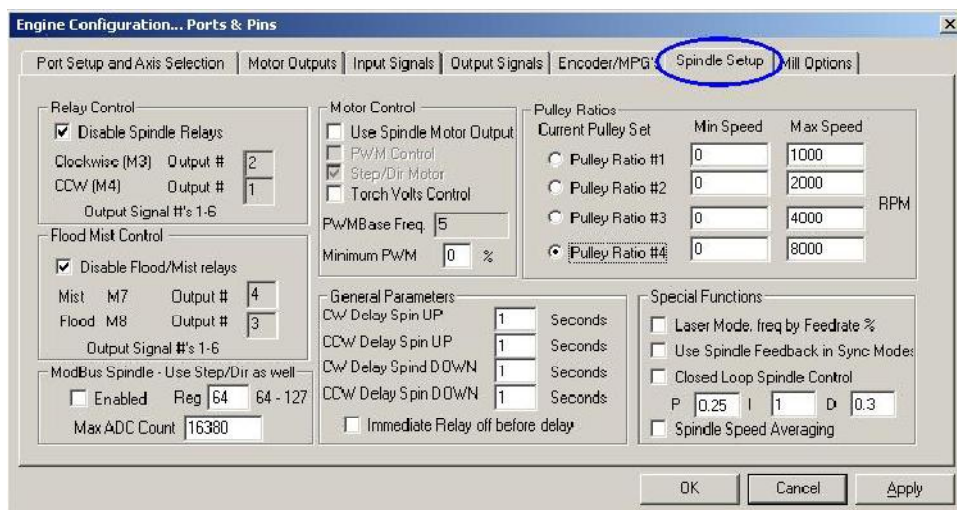 Engine Configuration... Ports & Pins
Port Setup and Axis Selection
Motor Outputs
Input Signals
Output Signals
Encoder/MPG's
Spindle Setup
Mill Options
Relay Control
Disable Spindle Relays
Clockwise (M3) Output # 2
CCW (M4) Output # 1
Output Signal #'s 1-6
Flood Mist Control
Disable Flood/Mist relays
Mist M7 Output # 4
Flood M8 Output # 3
Output Signal #'s 1-6
ModBus Spindle - Use Step/Dir as well
Enabled Reg 64 64 - 127
Max ADC Count 16380
Motor Control
Use Spindle Motor Output
PWM Control
Step/Dir Motor
Torch Volts Control
PWMBase Freq. 5
Minimum PWM 0 %
General Parameters
CW Delay Spin UP 1 Seconds
CCW Delay Spin UP 1 Seconds
CW Delay Spind DOWN 1 Seconds
CCW Delay Spin DOWN 1 Seconds
Immediate Relay off before delay
Pulley Ratios
Current Pulley Set Min Speed Max Speed
Pulley Ratio #1 0 1000
Pulley Ratio #2 0 2000
Pulley Ratio #3 0 4000
Pulley Ratio #4 0 8000
RPM
Special Functions
Laser Mode. freq by Feedrate %
Use Spindle Feedback in Sync Modes
Closed Loop Spindle Control
P 0.25 I 1 D 0.3
Spindle Speed Averaging
OK
Cancel
Apply